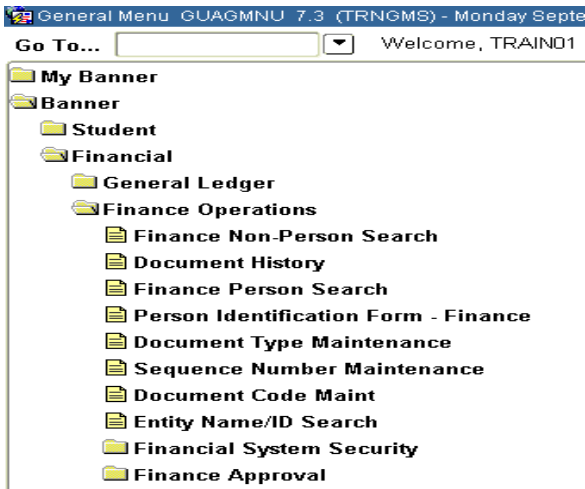 General Menu GUAGMNU 7.3 (TRNGMS) - Monday Septe
Go To... Welcome, TRAIN01
My Banner
Banner
Student
Financial
General Ledger
Finance Operations
Finance Non-Person Search
Document History
Finance Person Search
Person Identification Form - Finance
Document Type Maintenance
Sequence Number Maintenance
Document Code Maint
Entity Name/ID Search
Financial System Security
Finance Approval